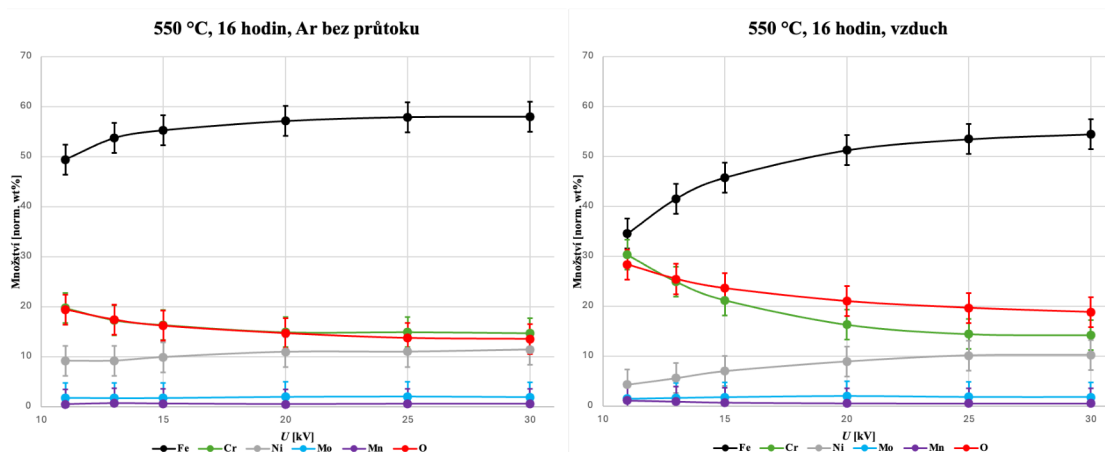 550 °C, 16 hodin, Ar bez průtoku
70
60
50
40
30
20
10
0
Množství [norm. wt%]
10 15 20 25 30
U [kV]
Fe Cr Ni Mo Mn O
550 °C, 16 hodin, vzduch
70
60
50
40
30
20
10
0
Množství [norm. wt%]
10 15 20 25 30
U [kV]
Fe Cr Ni Mo Mn O